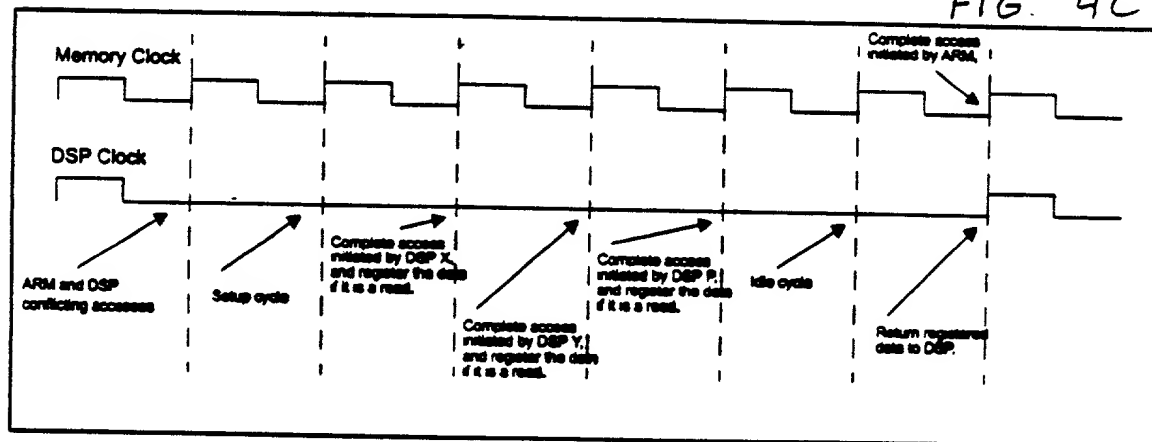 FIG. 4C
Memory Clock
Complete access
initiated by ARM,
DSP Clock
ARM and DSP
conflicting accesses
Setup cycle
Complete access
initiated by DSP X,
and register the data
if it is a read.
Complete access
initiated by DSP Y,
and register the data
if it is a read.
Complete access
initiated by DSP P,
and register the data
if it is a read.
Idle cycle
Return registered
data to DSP.